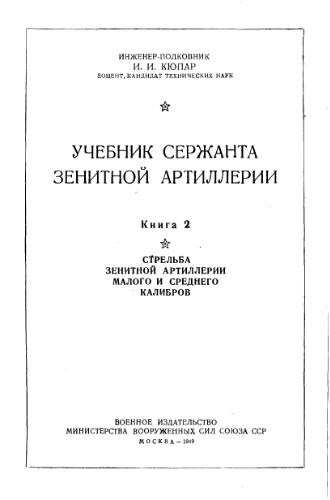 ИНЖЕНЕР-ПОЛКОВНИК
И. И. КЮПАР
ДОЦЕНТ, КАНДИДАТ ТЕХНИЧЕСКИХ НАУК
УЧЕБНИК СЕРЖАНТА
ЗЕНИТНОЙ АРТИЛЛЕРИИ
Книга 2
СТРЕЛЬБА
ЗЕНИТНОЙ АРТИЛЛЕРИИ
МАЛОГО И СРЕДНЕГО
КАЛИБРОВ
ВОЕННОЕ ИЗДАТЕЛЬСТВО
МИНИСТЕРСТВА ВООРУЖЕННЫХ СИЛ СОЮЗА ССР
МОСКВА — 1949